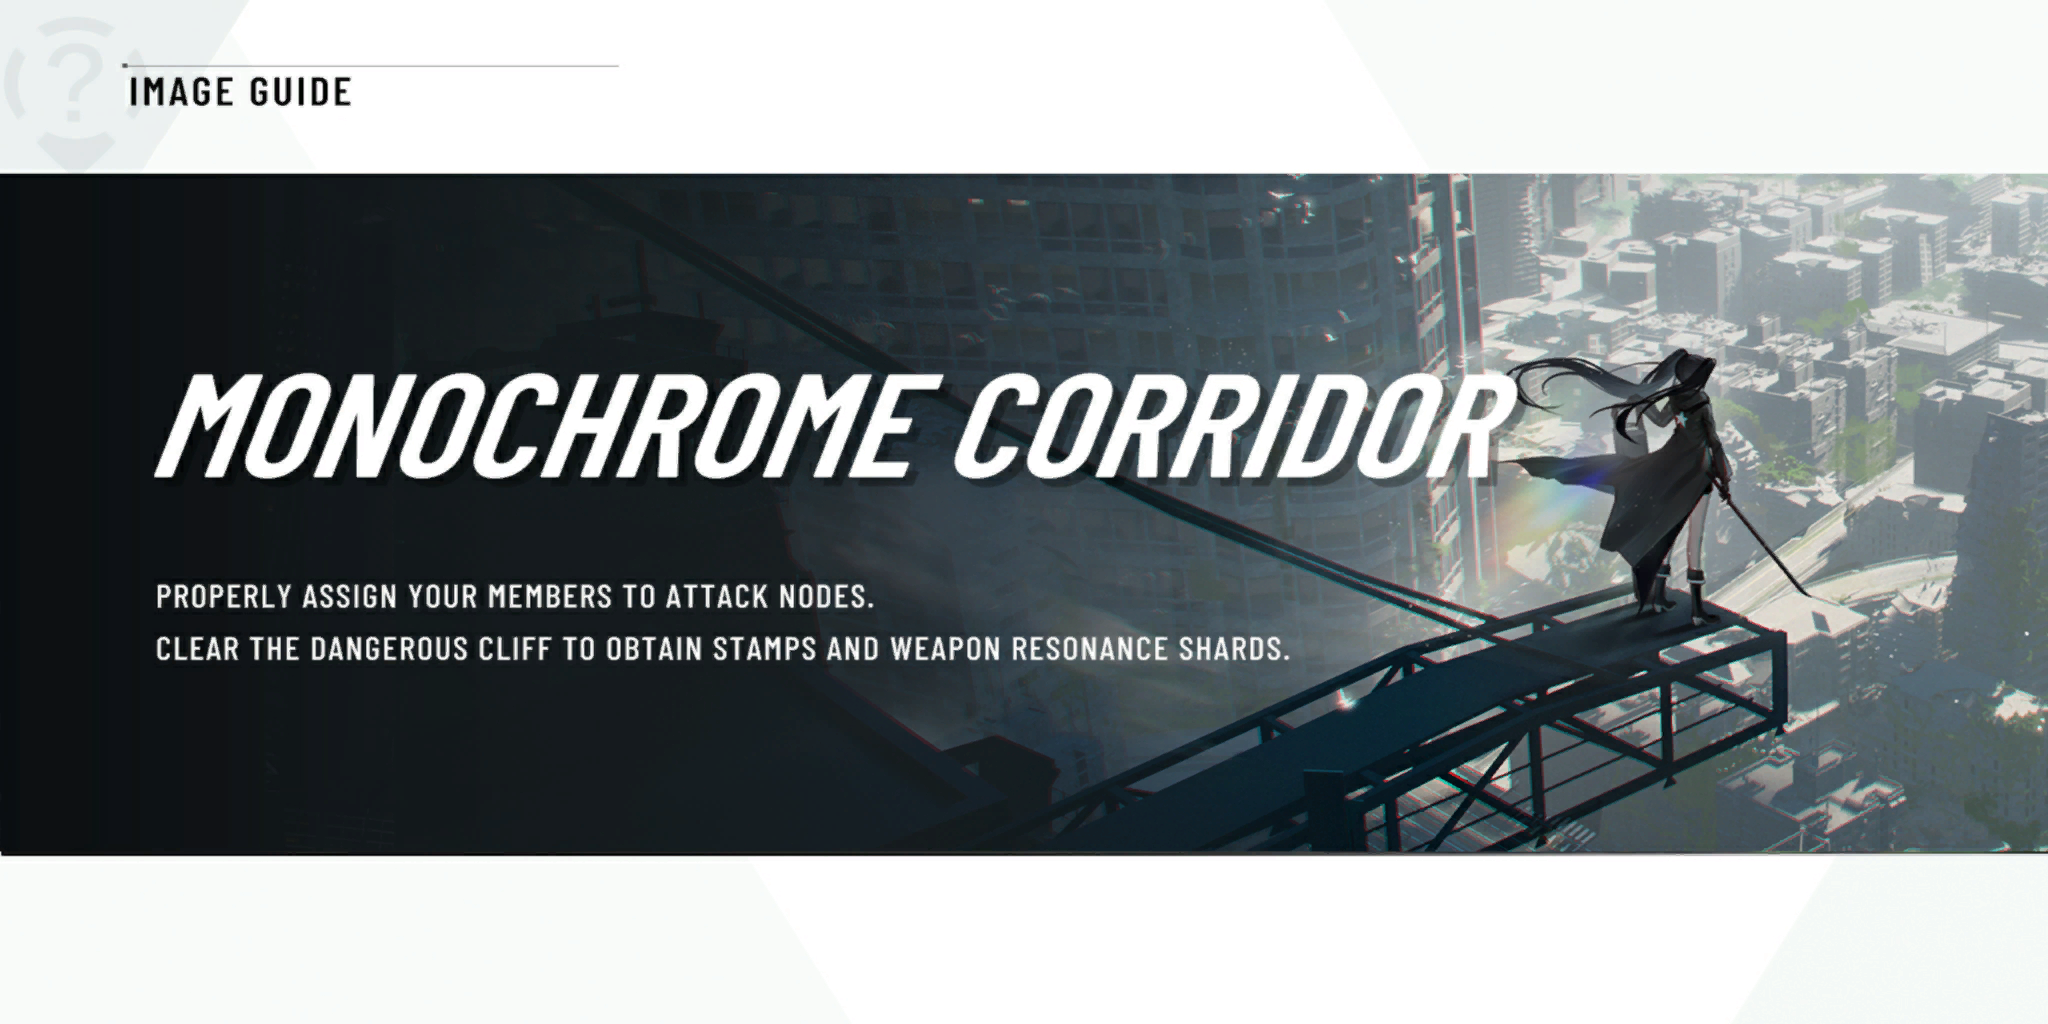 IMAGE GUIDE
MONOCHROME CORRIDOR
PROPERLY ASSIGN YOUR MEMBERS TO ATTACK NODES.
CLEAR THE DANGEROUS CLIFF TO OBTAIN STAMPS AND WEAPON RESONANCE SHARDS.